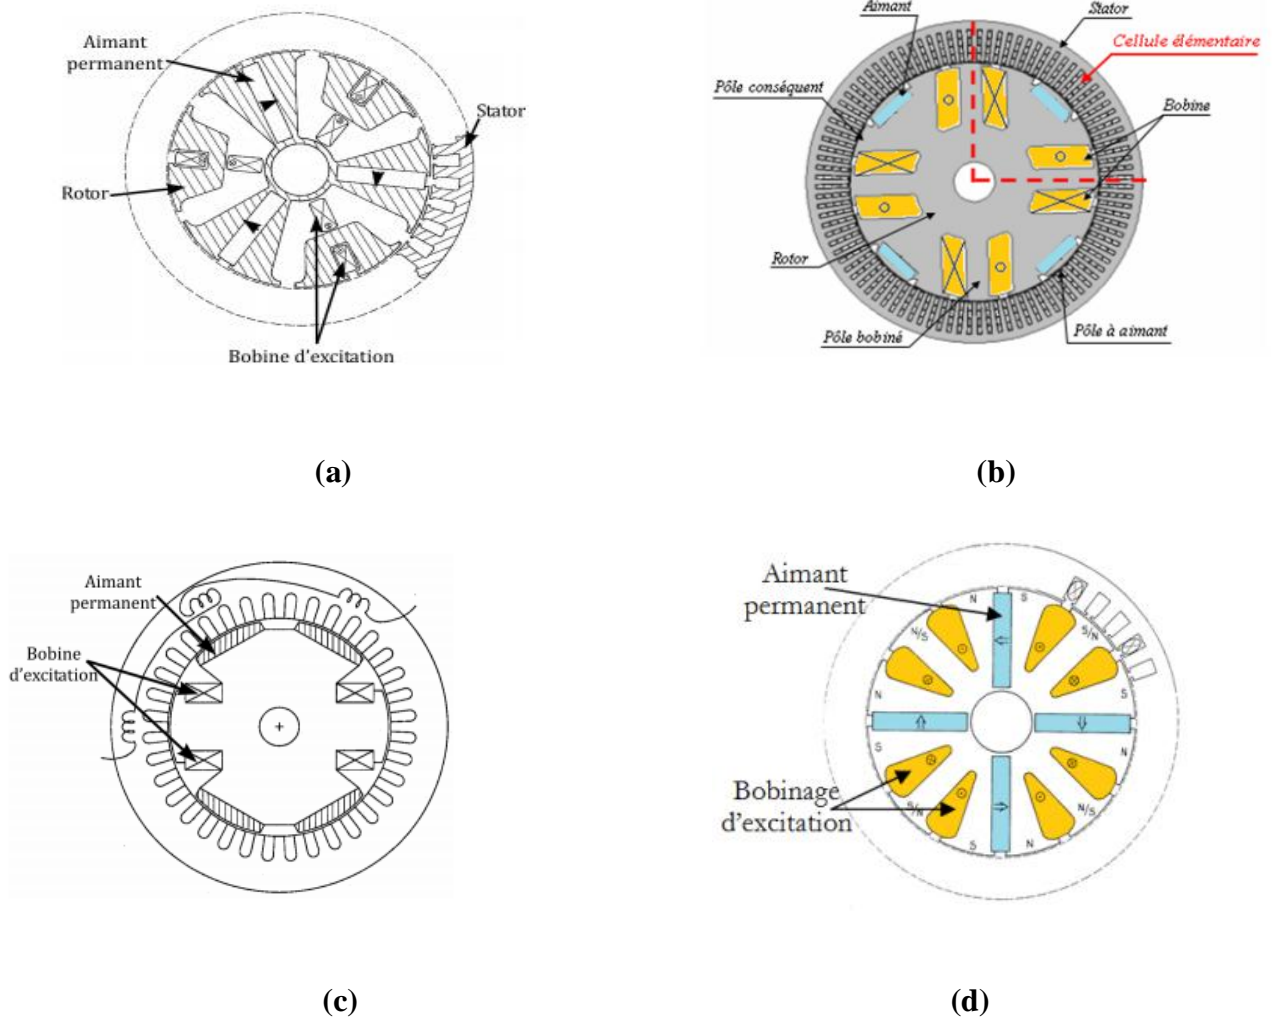 Aimant
permanent
Stator
Rotor
Bobine d’excitation
(a)
Aimant
Stator
Cellule élémentaire
Pôle conséquent
Bobine
Rotor
Pôle bobiné
Pôle à aimant
(b)
Aimant
permanent
Bobine
d’excitation
(c)
Aimant
permanent
N
S
N/S
S/N
N
S
S
N
Bobinage
d’excitation
S/N
N/S
S
N
(d)